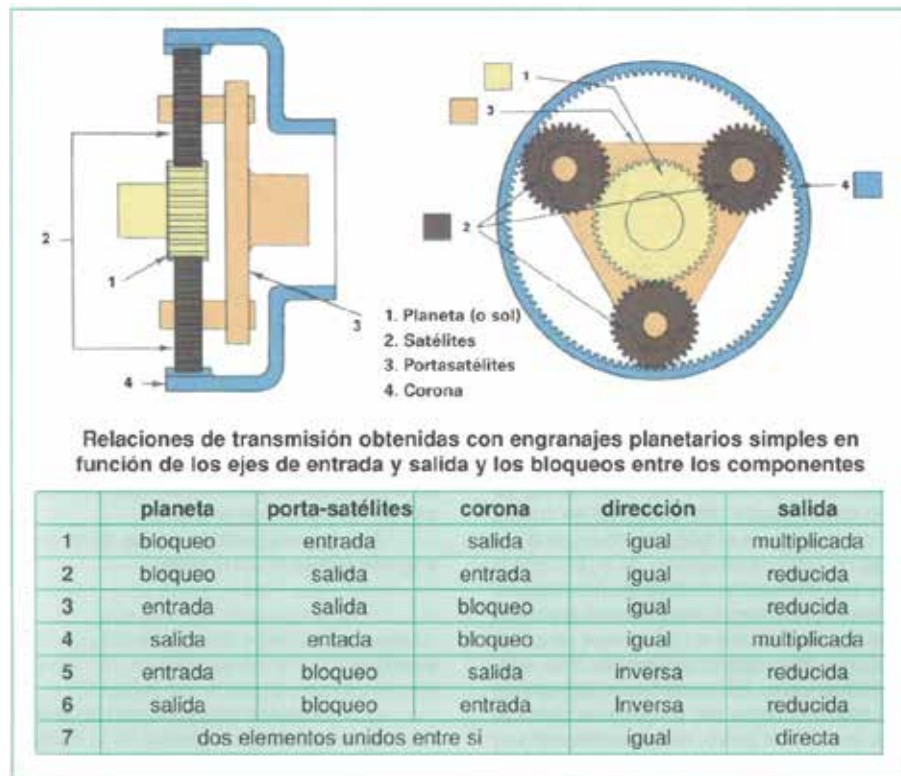 1
3
2
4
2
1
3
4
1. Planeta (o sol)
2. Satélites
3. Portasatélites
4. Corona
Relaciones de transmisión obtenidas con engranajes planetarios simples en
función de los ejes de entrada y salida y los bloqueos entre los componentes
planeta porta-satélites corona dirección salida
1 bloqueo entrada salida igual multiplicada
2 bloqueo salida entrada igual reducida
3 entrada salida bloqueo igual reducida
4 salida entada bloqueo igual multiplicada
5 entrada bloqueo salida inversa reducida
6 salida bloqueo entrada Inversa reducida
7 dos elementos unidos entre si igual directa